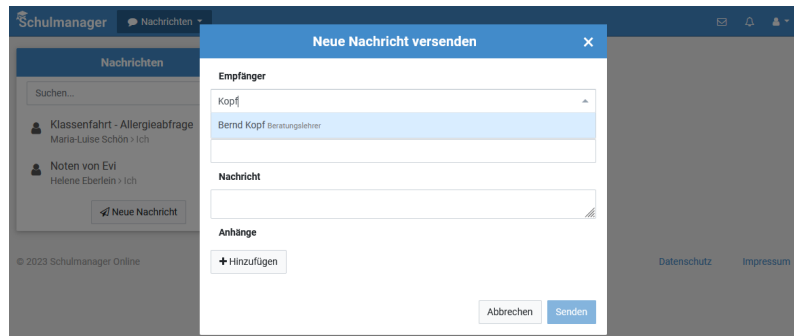 Schulmanager
Nachrichten
Neue Nachricht versenden
Nachrichten
Suchen...
Klassenfahrt - Allergieabfrage
Maria-Luise Schön > Ich
Noten von Evi
Helene Eberlein > Ich
Neue Nachricht
Empfänger
Kopf
Bernd Kopf Beratungslehrer
Nachricht
Anhänge
+ Hinzufügen
Abbrechen
Senden
© 2023 Schulmanager Online
Datenschutz
Impressum